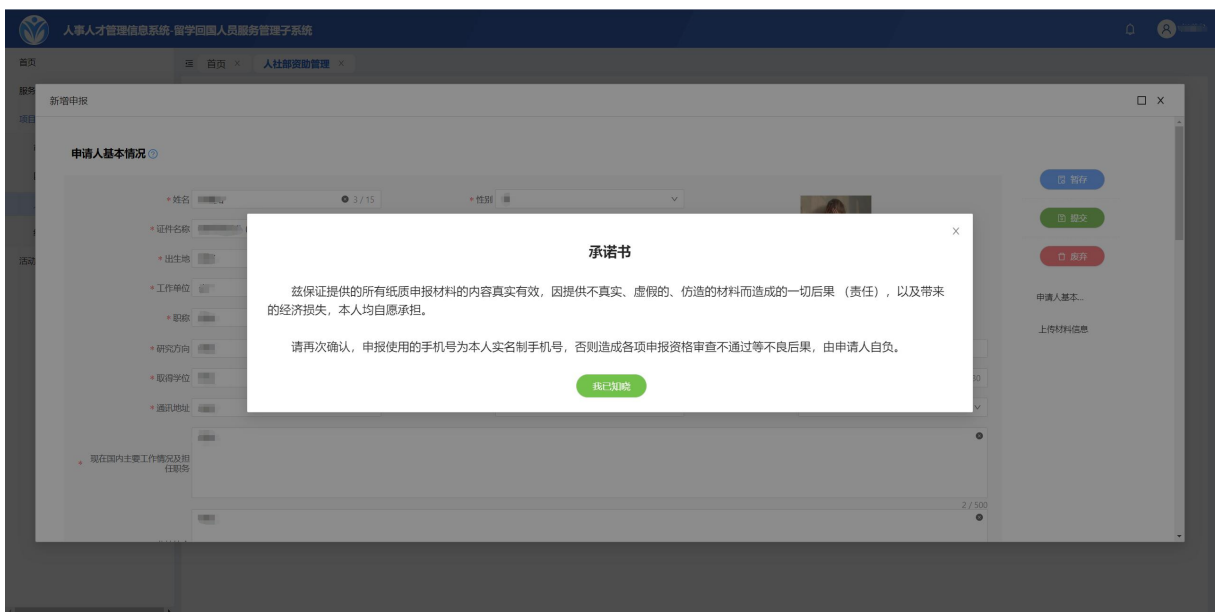 人事人才管理信息系统-留学回国人员服务管理子系统
首页
首页 ×
人社部资助管理 ×
服务
项目
活动
新增申报
申请人基本情况
* 姓名
3 / 15
* 性别
* 证件名称
* 出生地
* 工作单位
* 职称
* 研究方向
* 取得学位
* 通讯地址
* 现在国内主要工作情况及担
任职务
2 / 500
暂存
提交
废弃
申请人基本...
上传材料信息
承诺书
兹保证提供的所有纸质申报材料的内容真实有效，因提供不真实、虚假的、仿造的材料而造成的一切后果 （责任），以及带来
的经济损失，本人均自愿承担。
请再次确认，申报使用的手机号为本人实名制手机号，否则造成各项申报资格审查不通过等不良后果，由申请人自负。
我已知晓